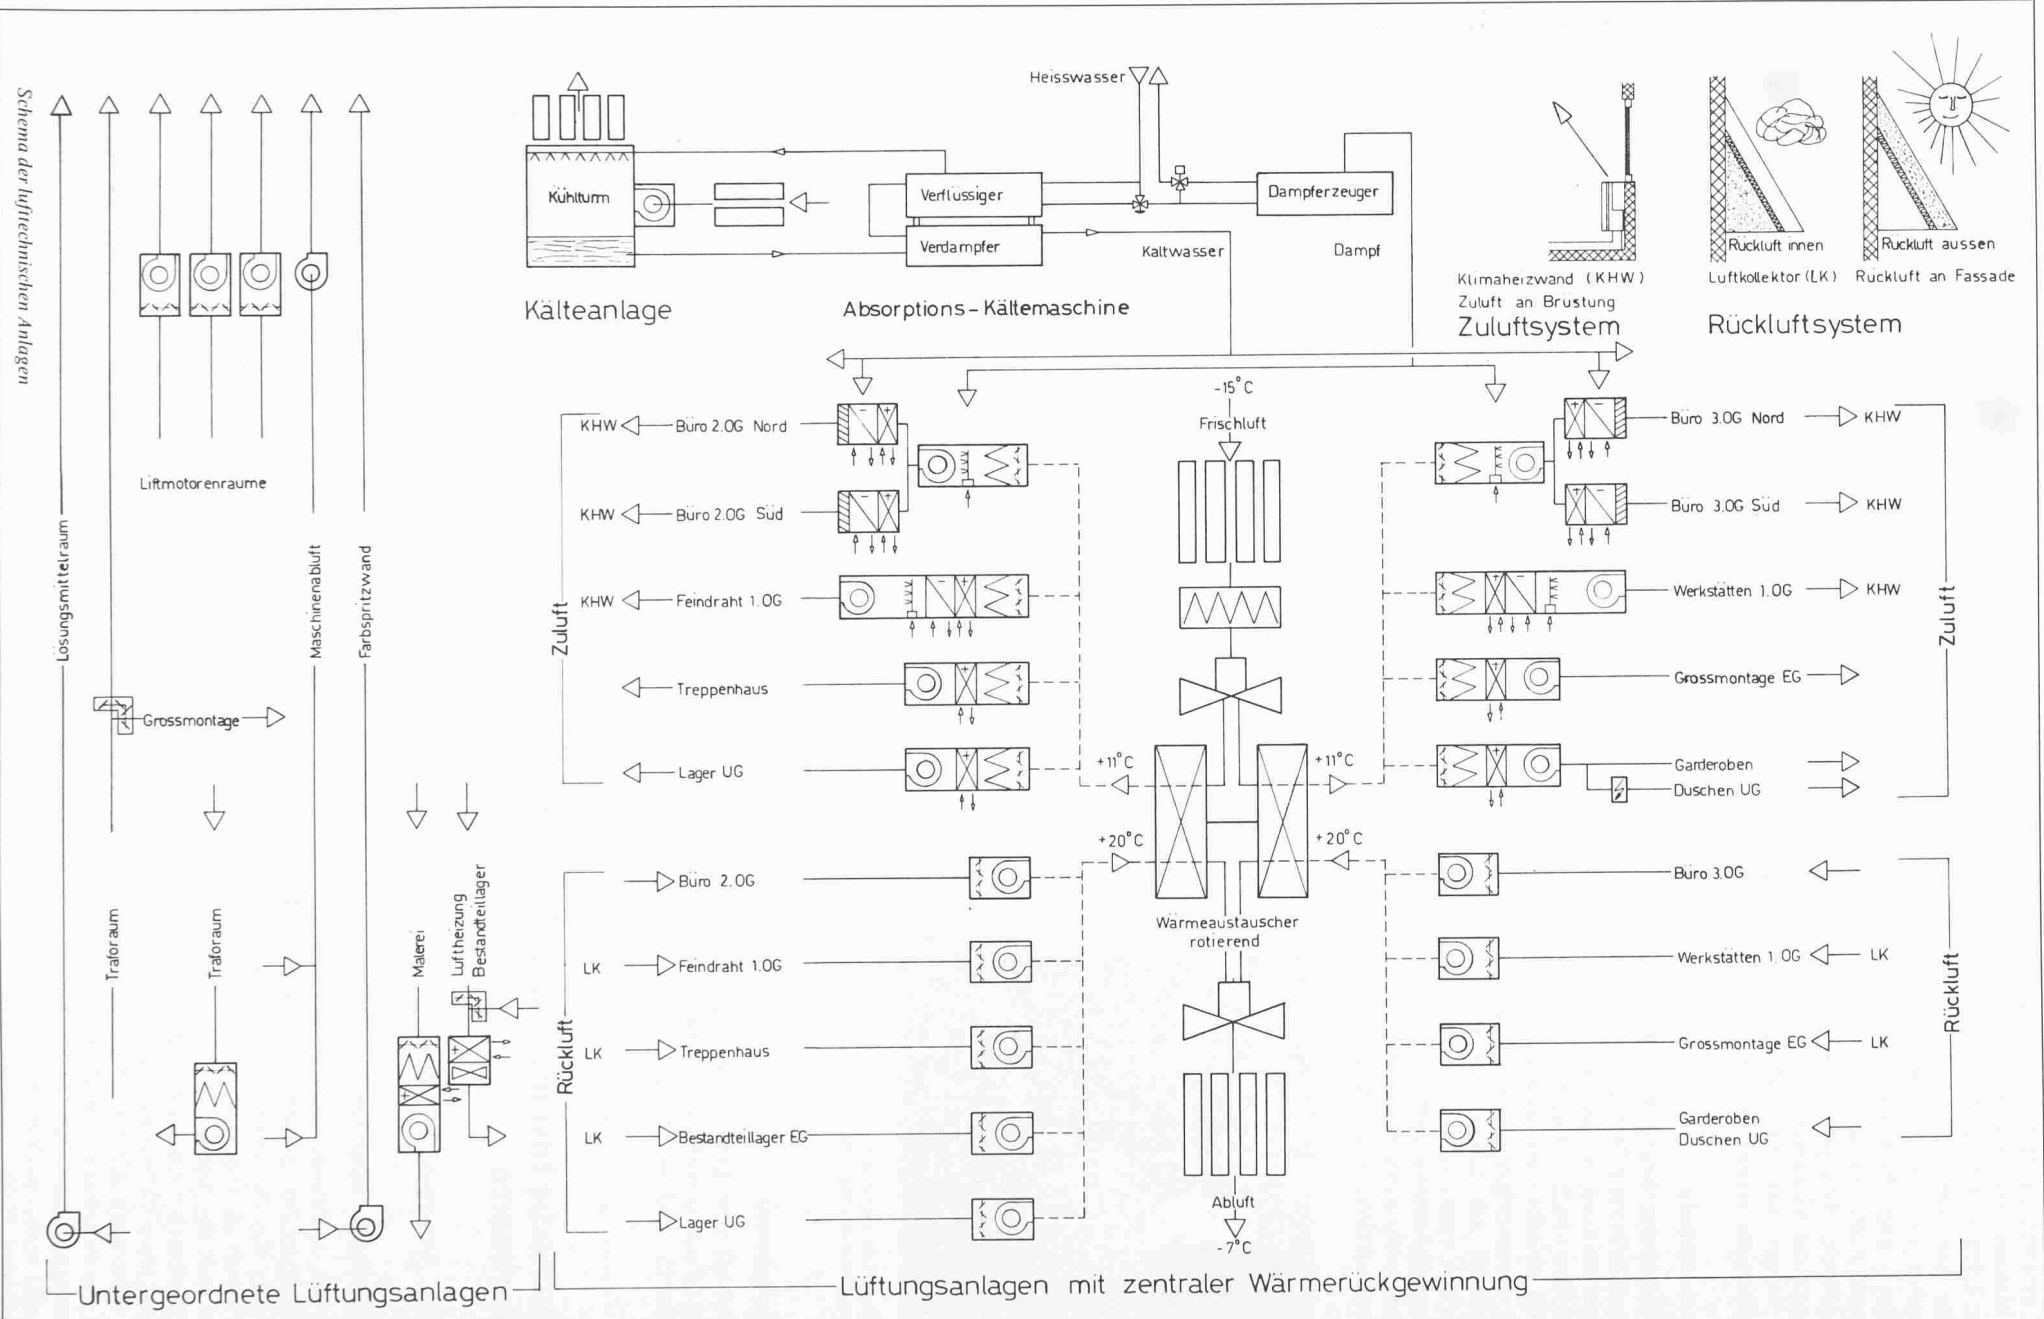 Schema der lufttechnischen Anlagen
Heisswasser
Kühlturm
Verflüssiger
Verdampfer
Dampferzeuger
Kaltwasser
Dampf
Kälteanlage
Absorptions-Kältemaschine
Klimaheizwand (KHW)
Zuluft an Brüstung
Zuluftsystem
Rückluft innen
Rückluft aussen
Luftkollektor (LK)
Rückluft an Fassade
Rückluftsystem
Liftmotorenräume
Lösungsmittelraum
Maschinenabluft
Farbspritzwand
Grossmontage
Traforaum
Traforaum
Malerei
Luftheizung
Bestandteillager
Zuluft
KHW
Büro 2.OG Nord
KHW
Büro 2.OG Süd
KHW
Feindraht 1.OG
Treppenhaus
Lager UG
-15°C
Frischluft
+11°C
+11°C
+20°C
+20°C
Wärmeaustauscher
rotierend
Abluft
-7°C
Büro 3.OG Nord
KHW
Büro 3.OG Süd
KHW
Werkstätten 1.OG
KHW
Grossmontage EG
Garderoben
Duschen UG
Zuluft
Rückluft
Büro 2.OG
LK
Feindraht 1.OG
LK
Treppenhaus
LK
Bestandteillager EG
Lager UG
Büro 3.OG
Werkstätten 1.OG
LK
Grossmontage EG
LK
Garderoben
Duschen UG
Rückluft
Untergeordnete Lüftungsanlagen
Lüftungsanlagen mit zentraler Wärmerückgewinnung